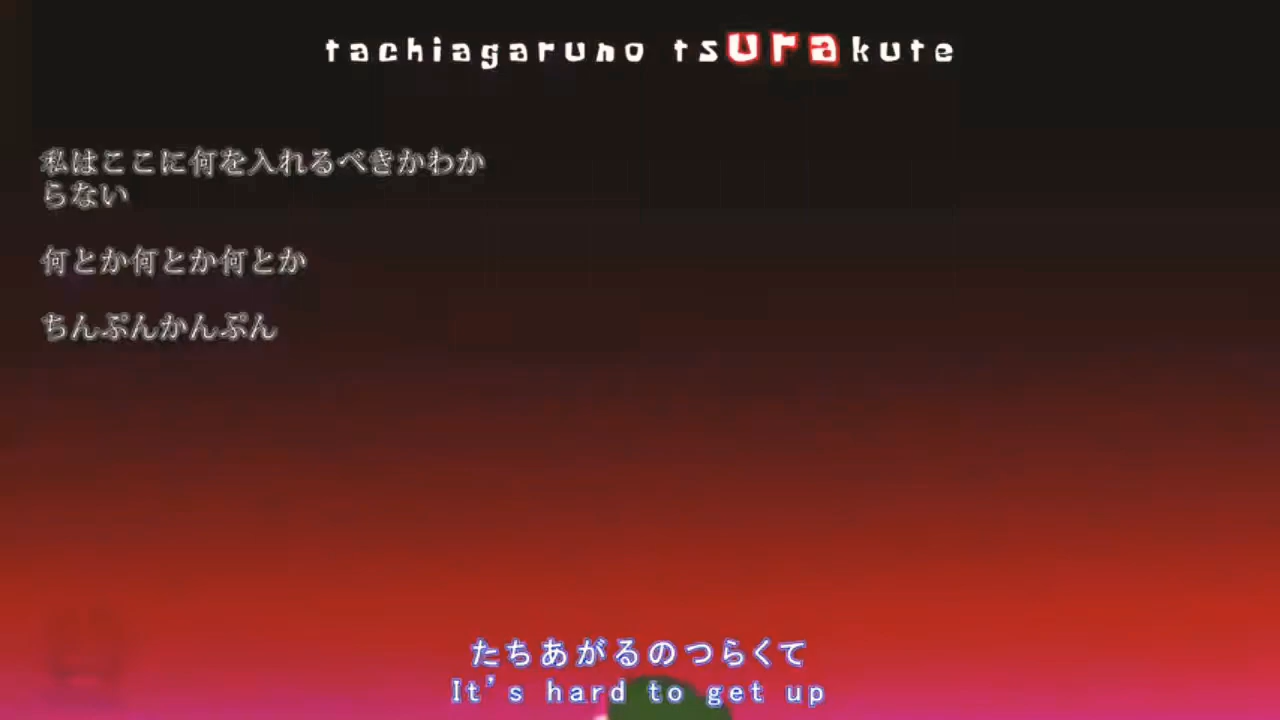 tachiagaruno tsurakute
私はここに何を入れるべきかわか
らない
何とか何とか何とか
ちんぷんかんぷん
たちあがるのつらくて
It's hard to get up